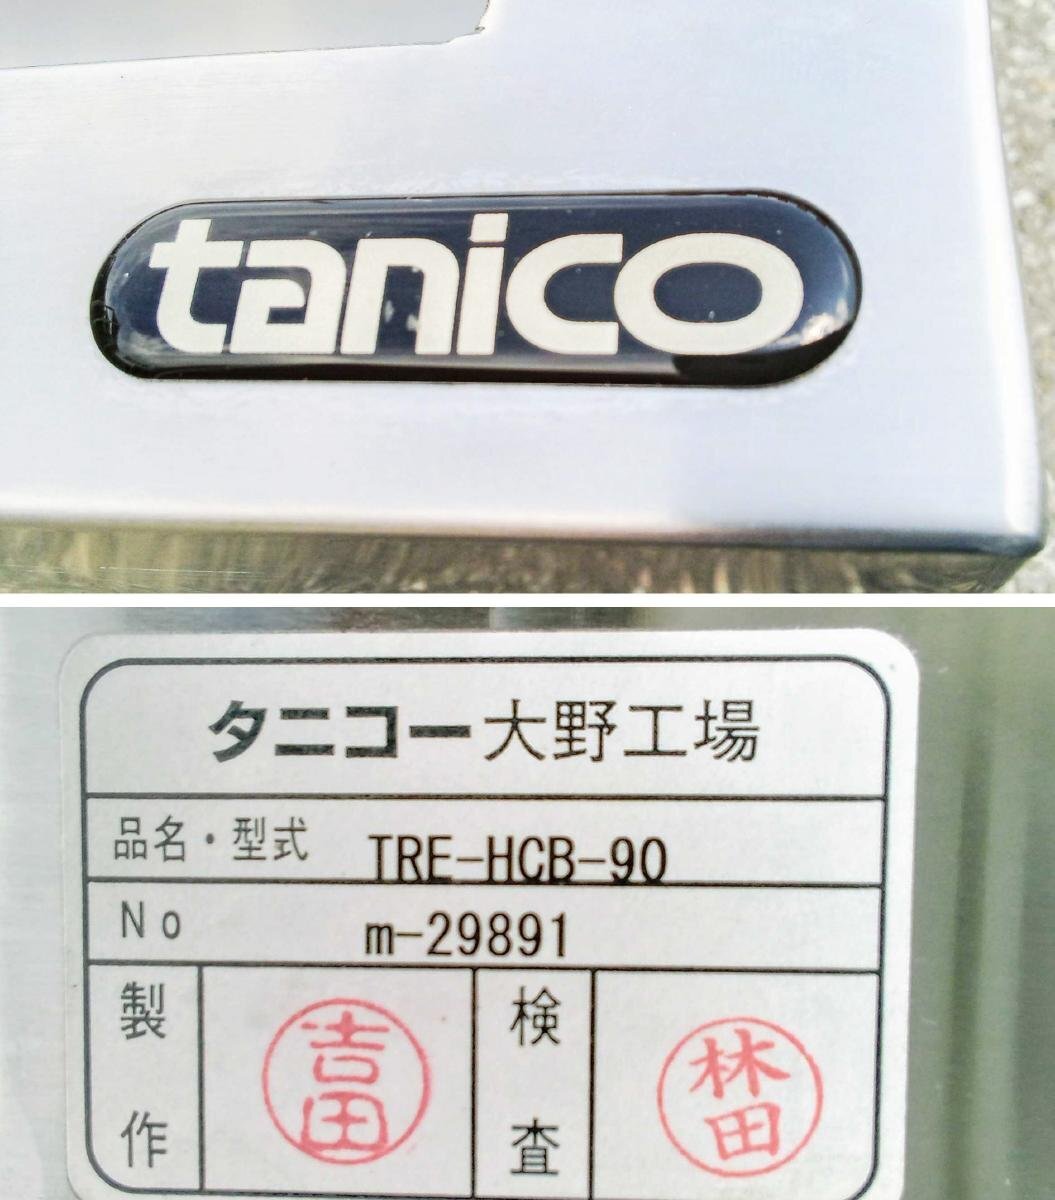 tanico
タニコー大野工場
品名・型式 TRE-HCB-90
No m-29891
製作 吉田 検査 林田